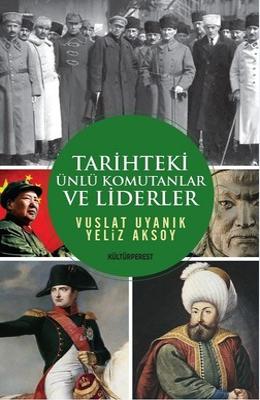 TARİHTEKİ
ÜNLÜ KOMUTANLAR
VE LİDERLER
VUSLAT UYANIK
YELİZ AKSOY
KÜLTÜRPEREST